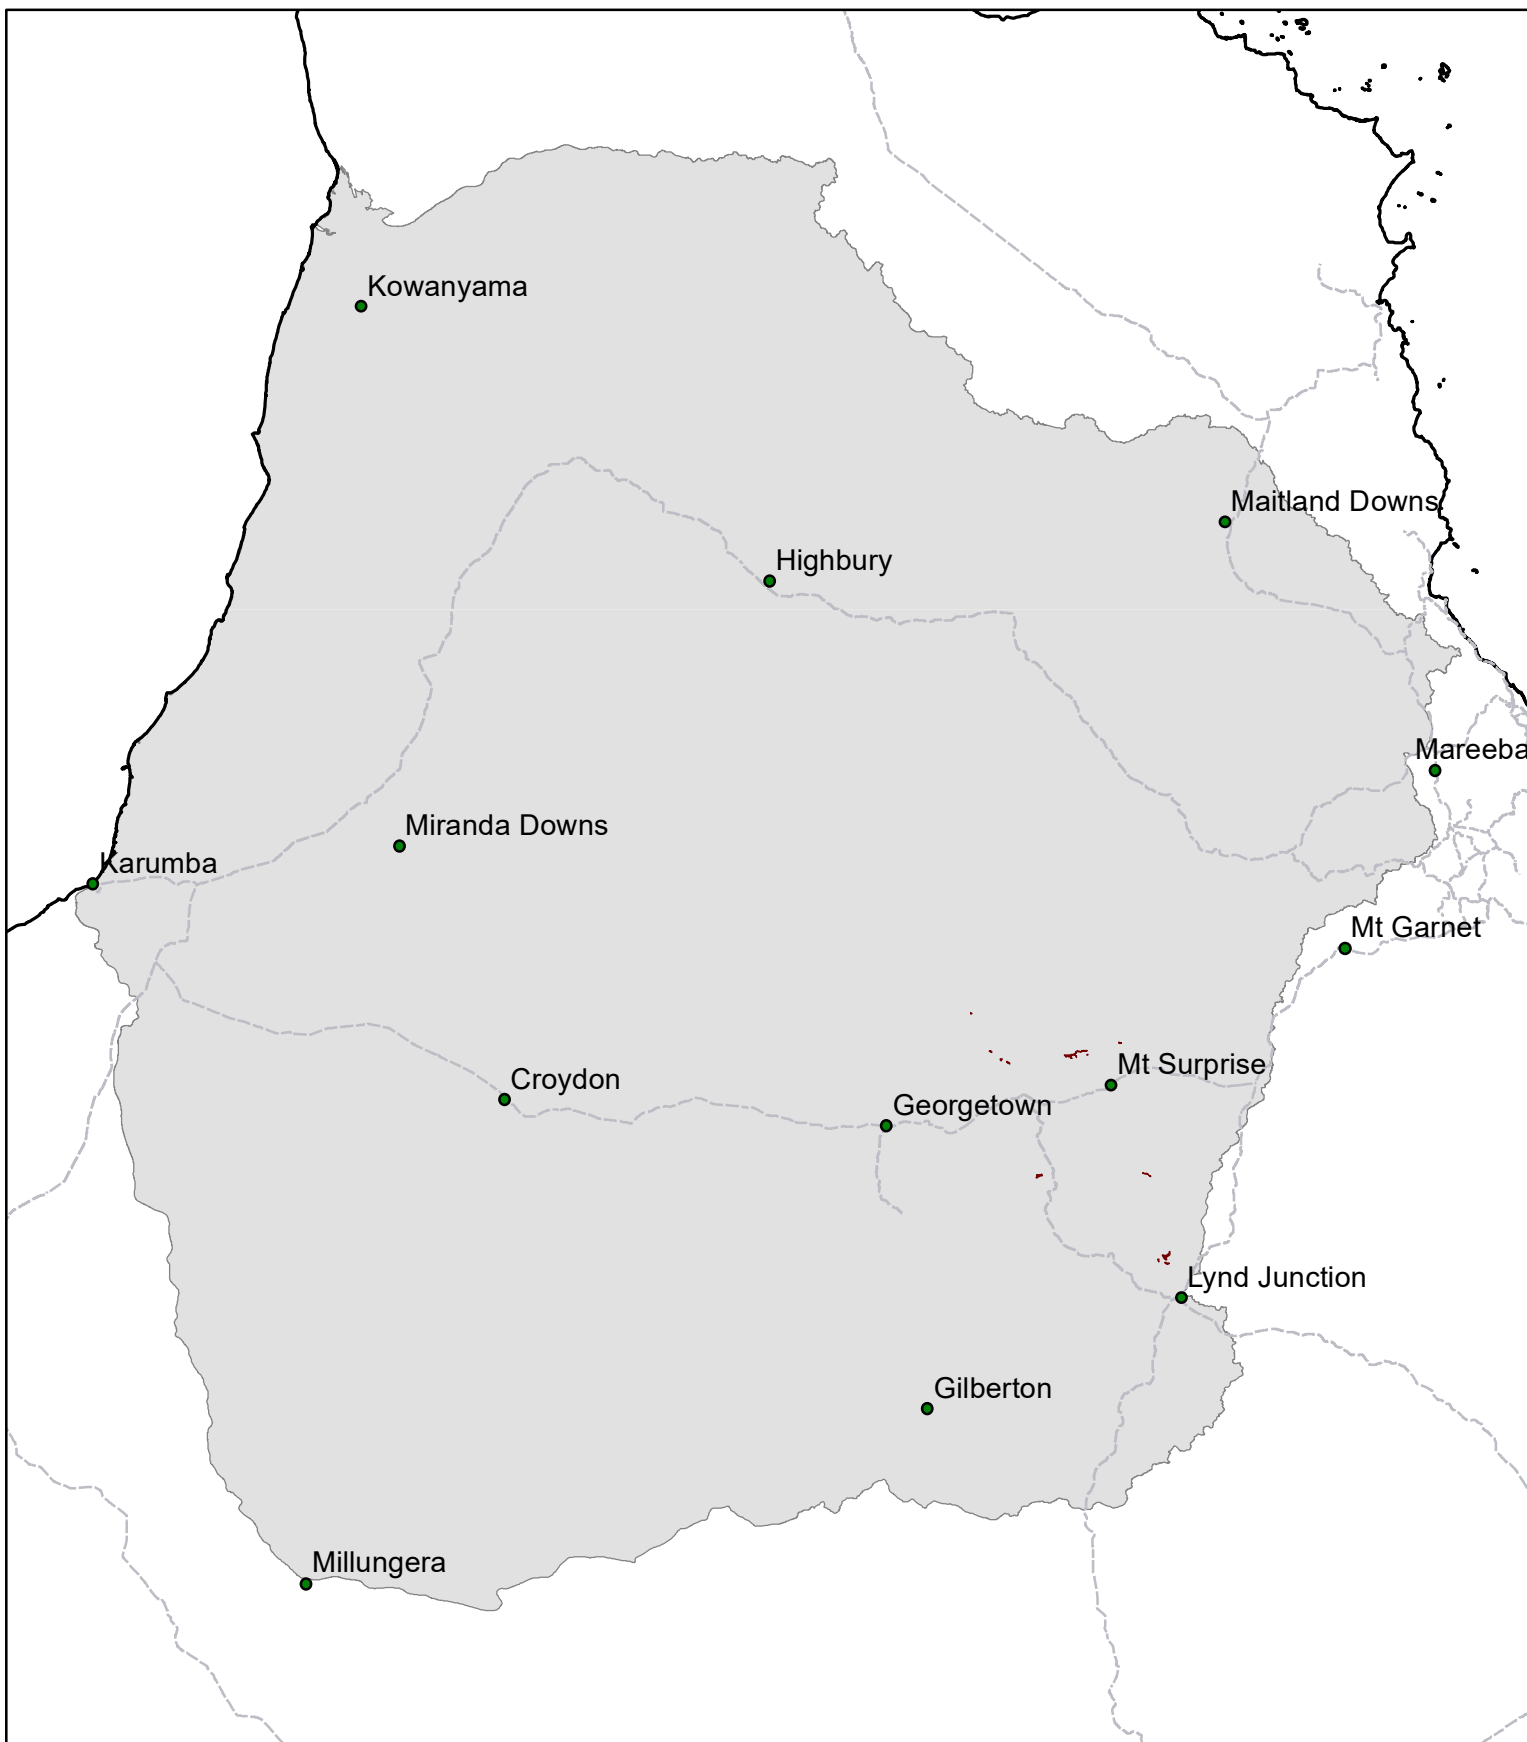 Kowanyama
Maitland Downs
Highbury
Mareeba
Miranda Downs
Karumba
Mt Garnet
Mt Surprise
Croydon
Georgetown
Lynd Junction
Gilberton
Millungera